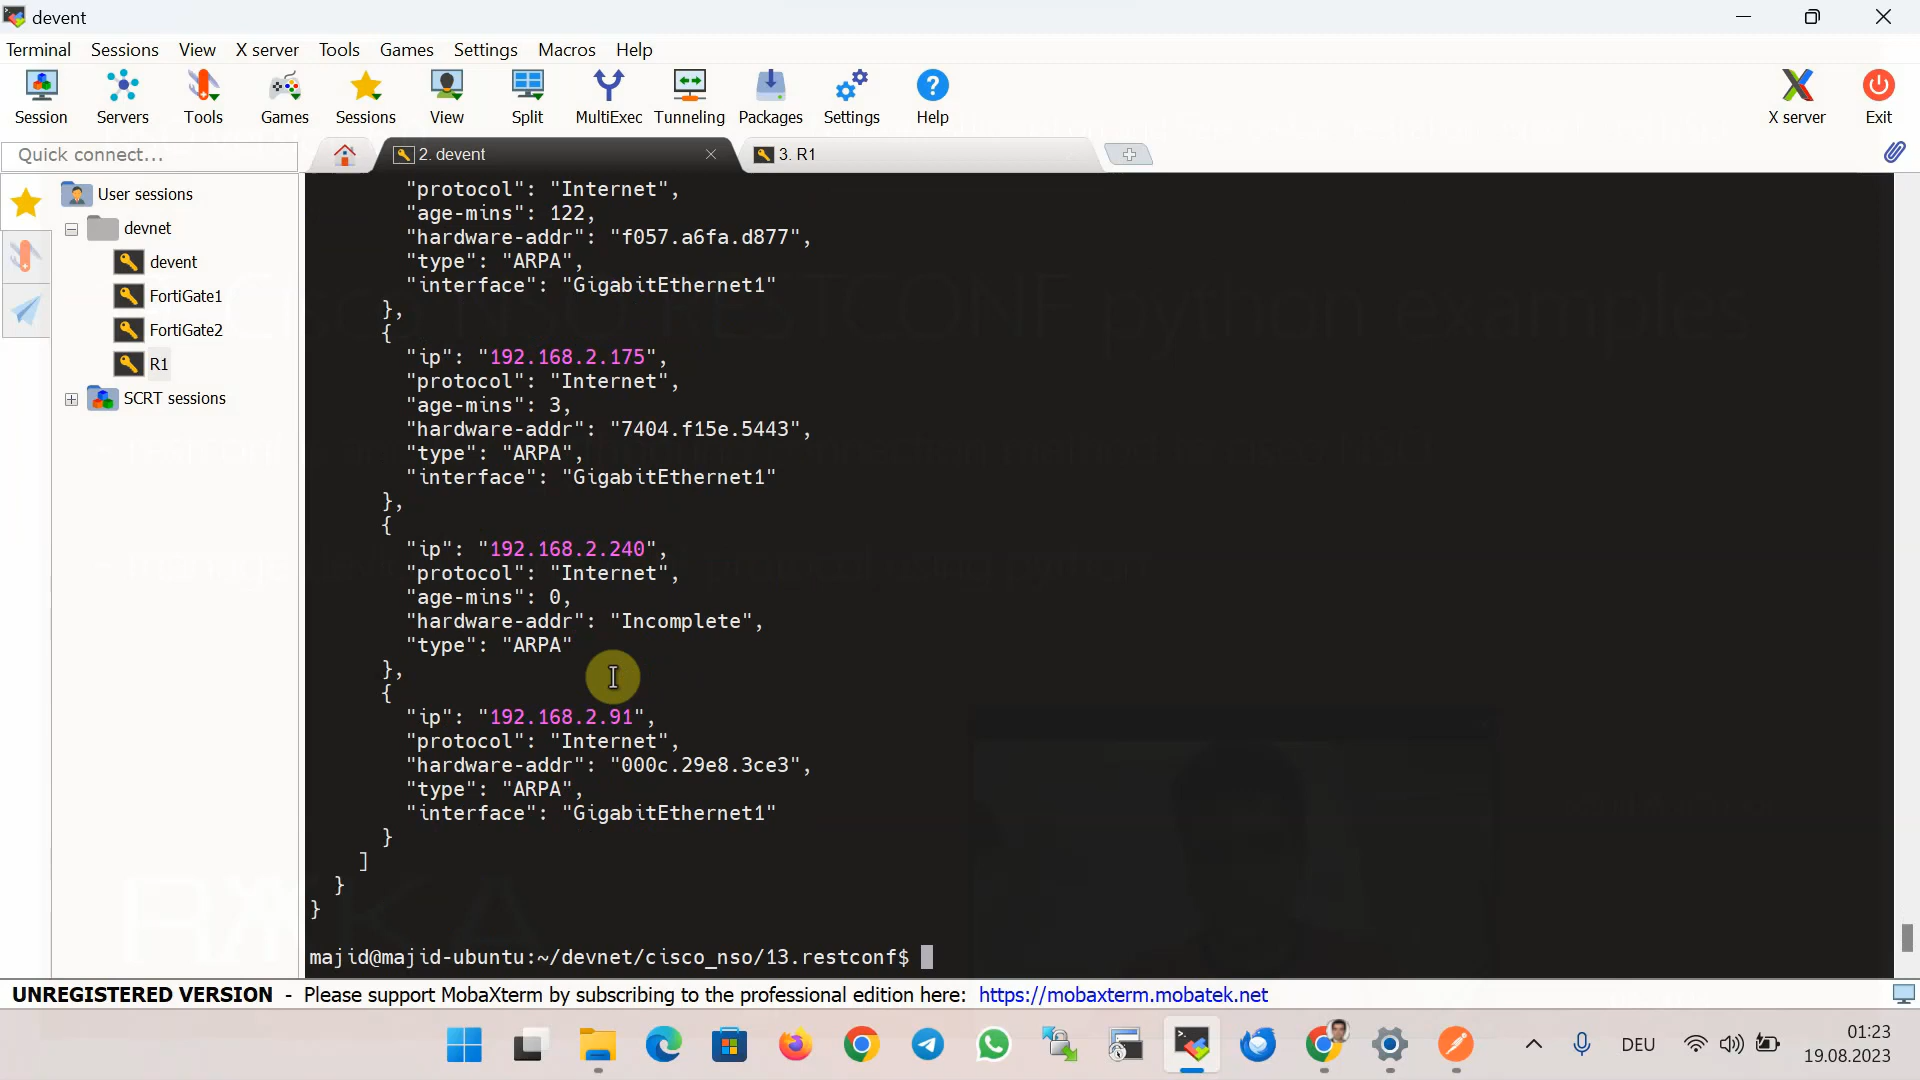 devent
Terminal Sessions View X server Tools Games Settings Macros Help
Session Servers Tools Games Sessions View Split MultiExec Tunneling Packages Settings Help X server Exit
Quick connect... 2. devent 3. R1
User sessions
devnet
devent
FortiGate1
FortiGate2
R1
SCRT sessions
"protocol": "Internet",
"age-mins": 122,
"hardware-addr": "f057.a6fa.d877",
"type": "ARPA",
"interface": "GigabitEthernet1"
},
{
"ip": "192.168.2.175",
"protocol": "Internet",
"age-mins": 3,
"hardware-addr": "7404.f15e.5443",
"type": "ARPA",
"interface": "GigabitEthernet1"
},
{
"ip": "192.168.2.240",
"protocol": "Internet",
"age-mins": 0,
"hardware-addr": "Incomplete",
"type": "ARPA"
},
{
"ip": "192.168.2.91",
"protocol": "Internet",
"hardware-addr": "000c.29e8.3ce3",
"type": "ARPA",
"interface": "GigabitEthernet1"
}
]
}
}
majid@majid-ubuntu:~/devnet/cisco_nso/13.restconf$
UNREGISTERED VERSION - Please support MobaXterm by subscribing to the professional edition here: https://mobaxterm.mobatek.net
DEU
01:23
19.08.2023